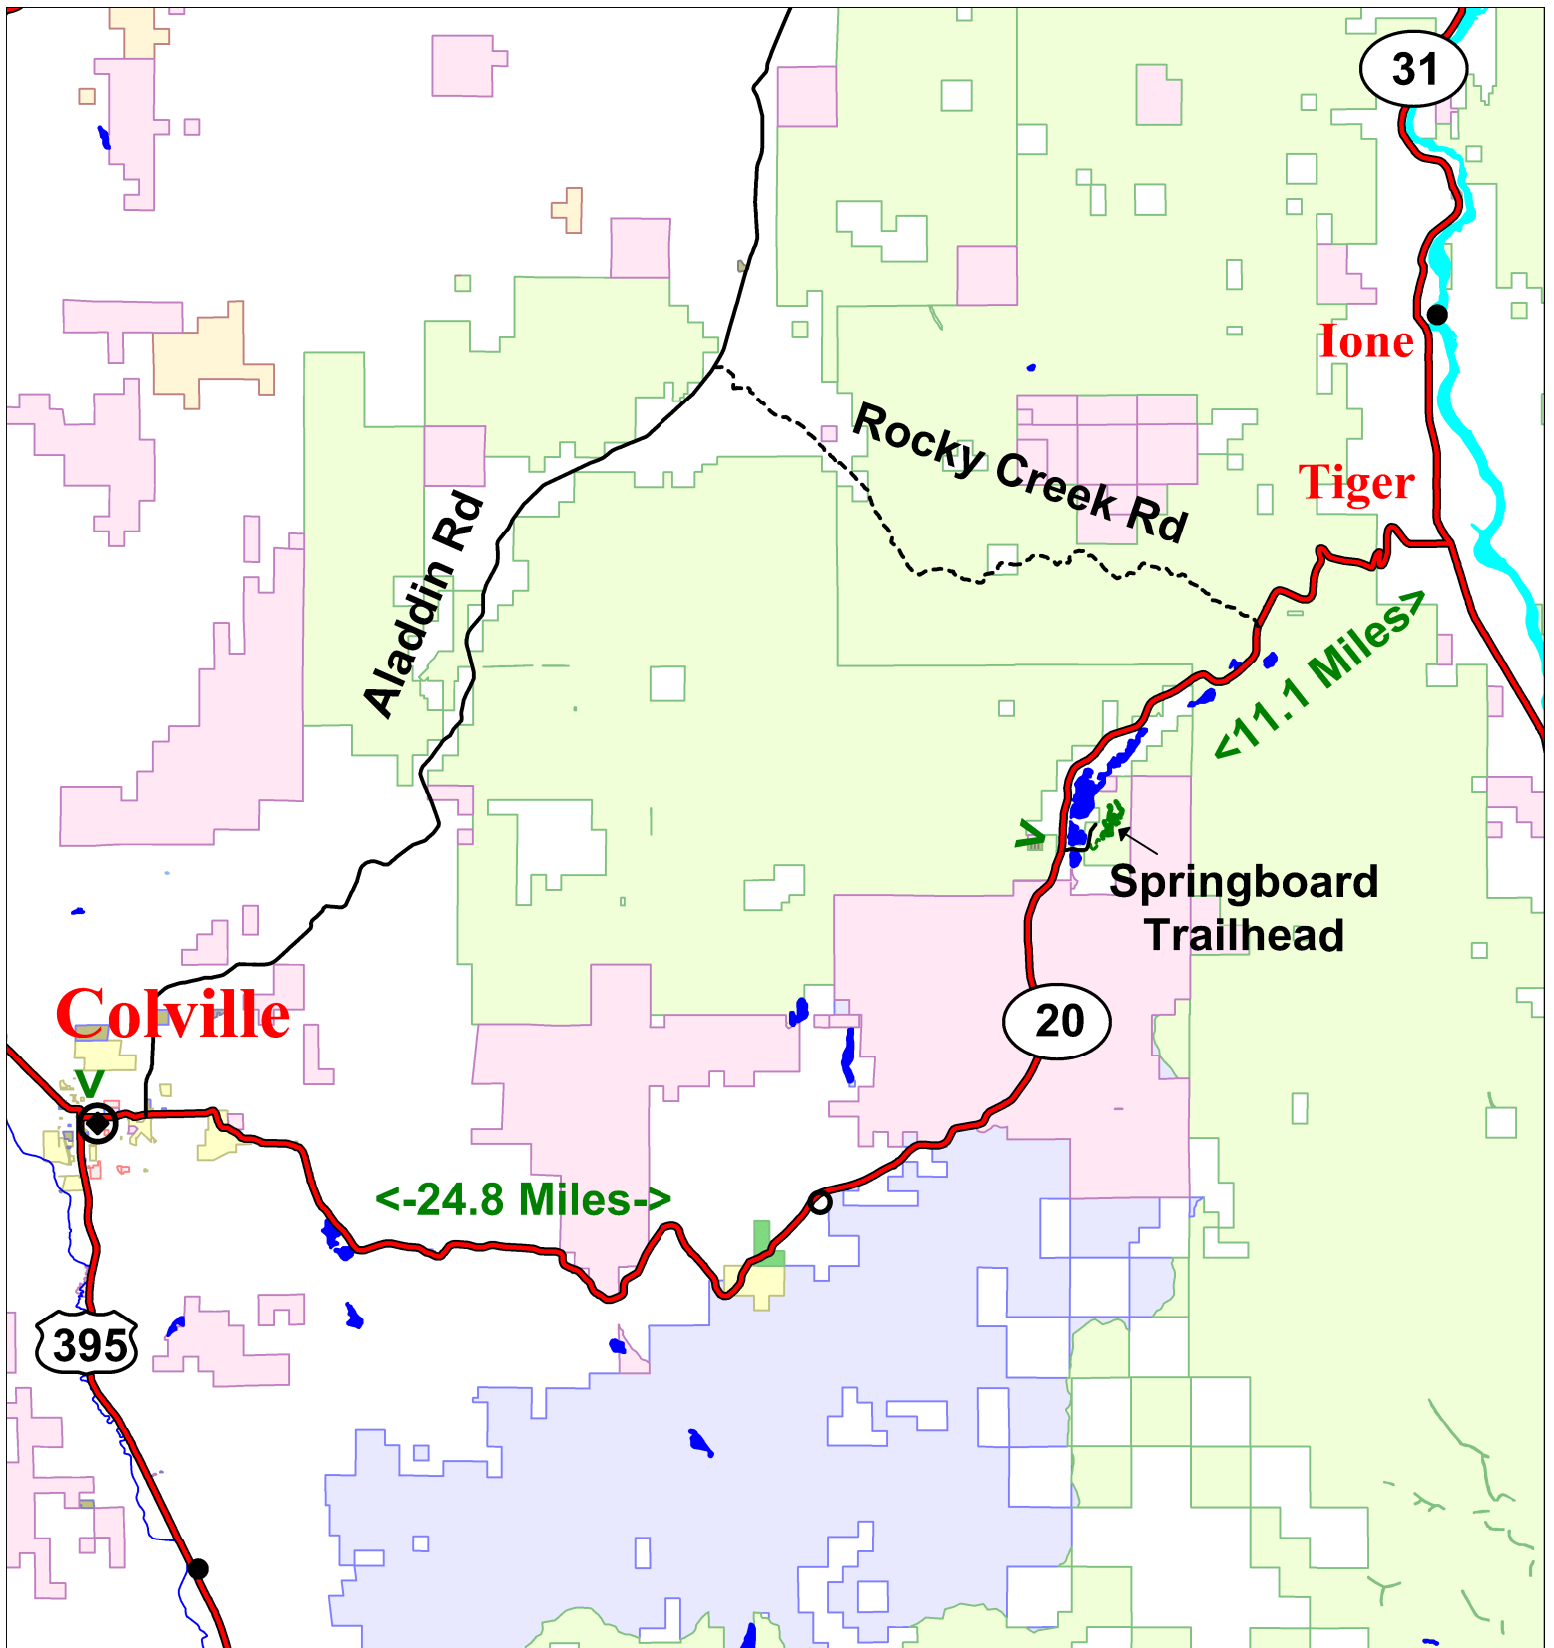 31
Ione
Rocky Creek Rd
Tiger
Aladdin Rd
<11.1 Miles>
>
Springboard
Trailhead
Colville
20
>
<-24.8 Miles->
395